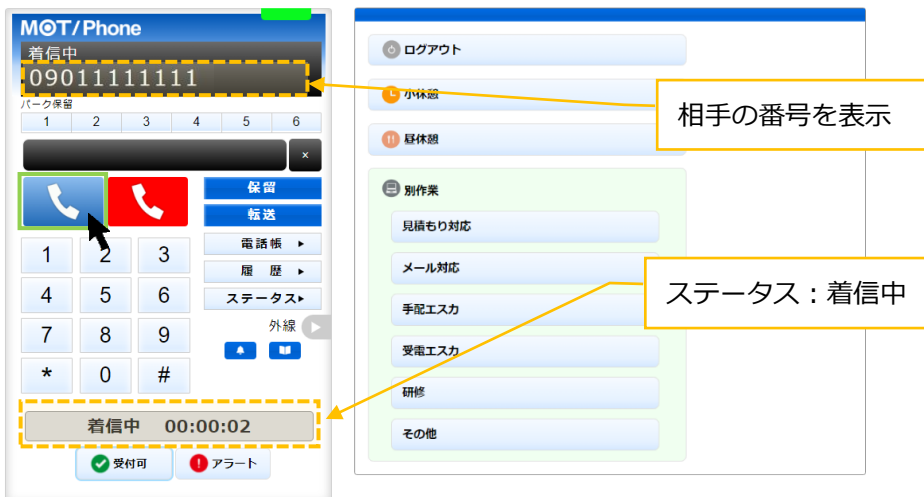 MOT/Phone
着信中
09011111111
パーク保留
1 2 3 4 5 6
×
保留
転送
電話帳
履 歴
ステータス
外線
1 2 3
4 5 6
7 8 9
* 0 #
着信中 00:00:02
受付可
アラート
ログアウト
小休憩
昼休憩
別作業
見積もり対応
メール対応
手配エスカ
受電エスカ
研修
その他
相手の番号を表示
ステータス：着信中